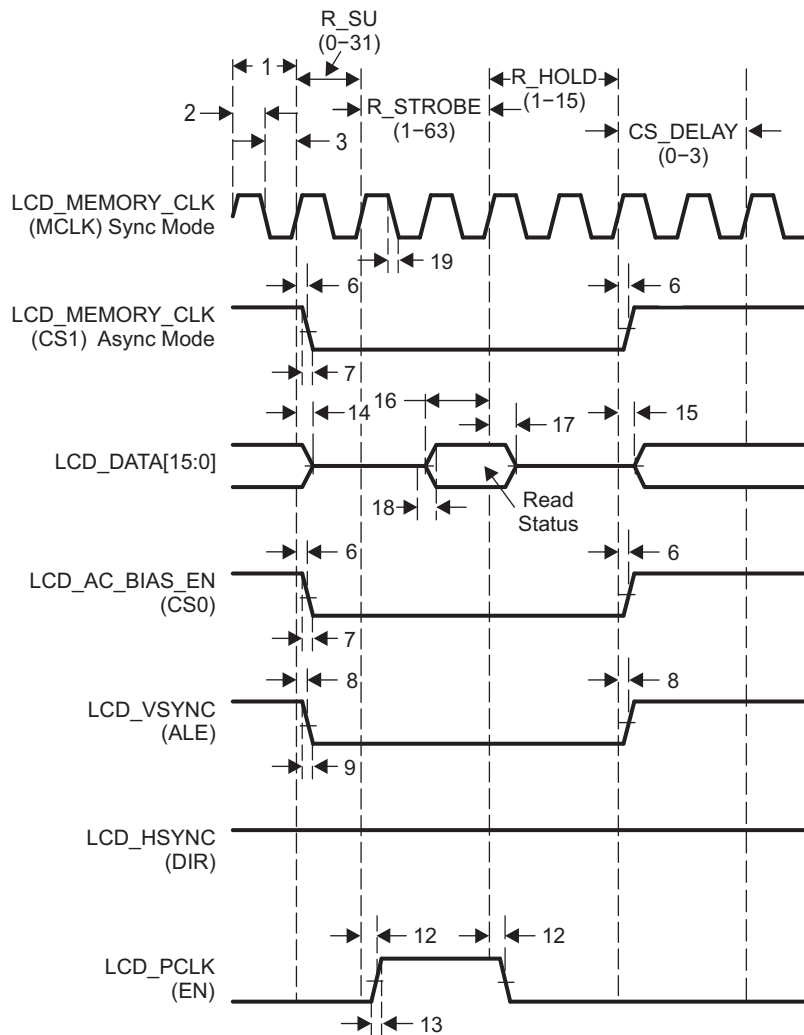 R_SU
(0–31)
1
R_HOLD
(1–15)
2
R_STROBE
(1–63)
CS_DELAY
(0–3)
3
LCD_MEMORY_CLK
(MCLK) Sync Mode
19
6
6
LCD_MEMORY_CLK
(CS1) Async Mode
7
16
14
17
15
LCD_DATA[15:0]
18
Read
Status
6
6
LCD_AC_BIAS_EN
(CS0)
7
8
8
LCD_VSYNC
(ALE)
9
LCD_HSYNC
(DIR)
12
12
LCD_PCLK
(EN)
13